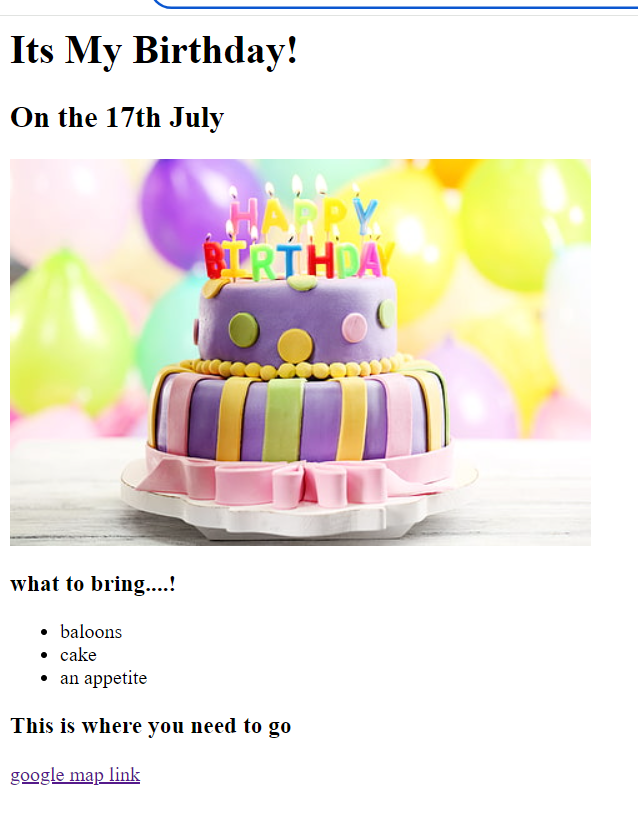 Its My Birthday!
On the 17th July
HAPPY
BIRTHDAY
what to bring....!
baloons
cake
an appetite
This is where you need to go
google map link